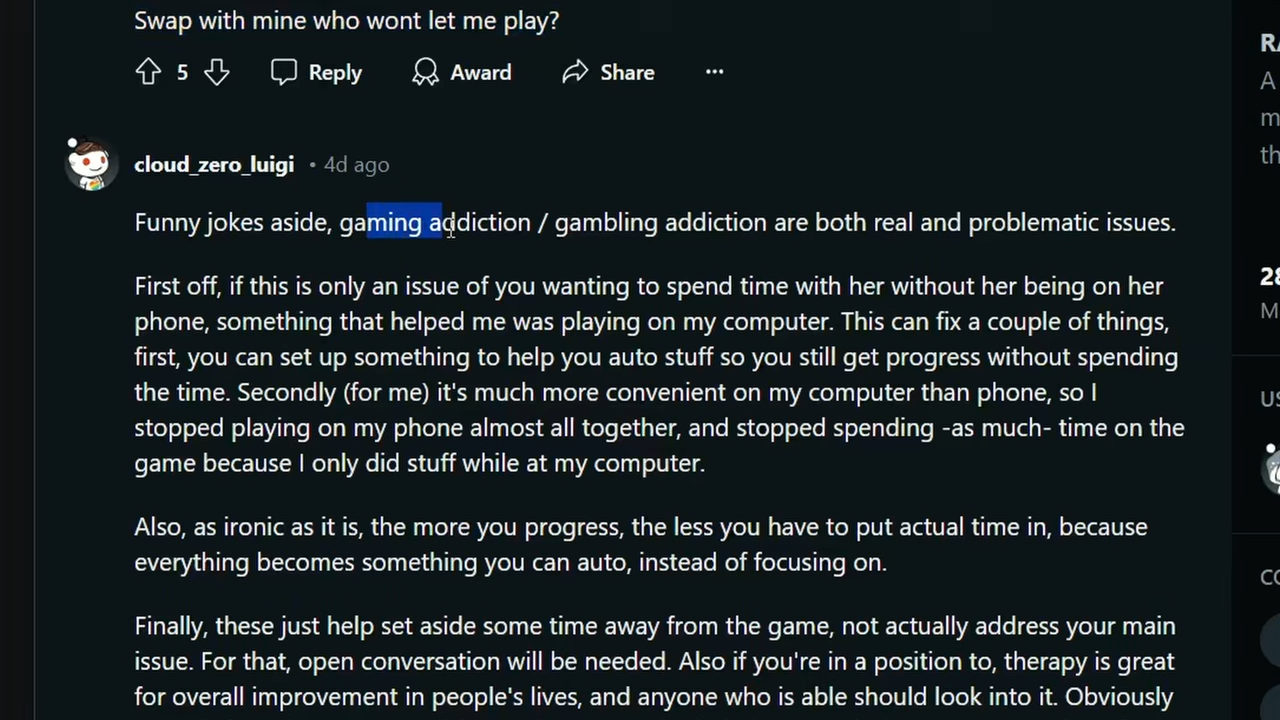 Swap with mine who wont let me play?
5 Reply Award Share ···
cloud_zero_luigi • 4d ago
Funny jokes aside, gaming addiction / gambling addiction are both real and problematic issues.
First off, if this is only an issue of you wanting to spend time with her without her being on her
phone, something that helped me was playing on my computer. This can fix a couple of things,
first, you can set up something to help you auto stuff so you still get progress without spending
the time. Secondly (for me) it's much more convenient on my computer than phone, so I
stopped playing on my phone almost all together, and stopped spending -as much- time on the
game because I only did stuff while at my computer.
Also, as ironic as it is, the more you progress, the less you have to put actual time in, because
everything becomes something you can auto, instead of focusing on.
Finally, these just help set aside some time away from the game, not actually address your main
issue. For that, open conversation will be needed. Also if you're in a position to, therapy is great
for overall improvement in people's lives, and anyone who is able should look into it. Obviously